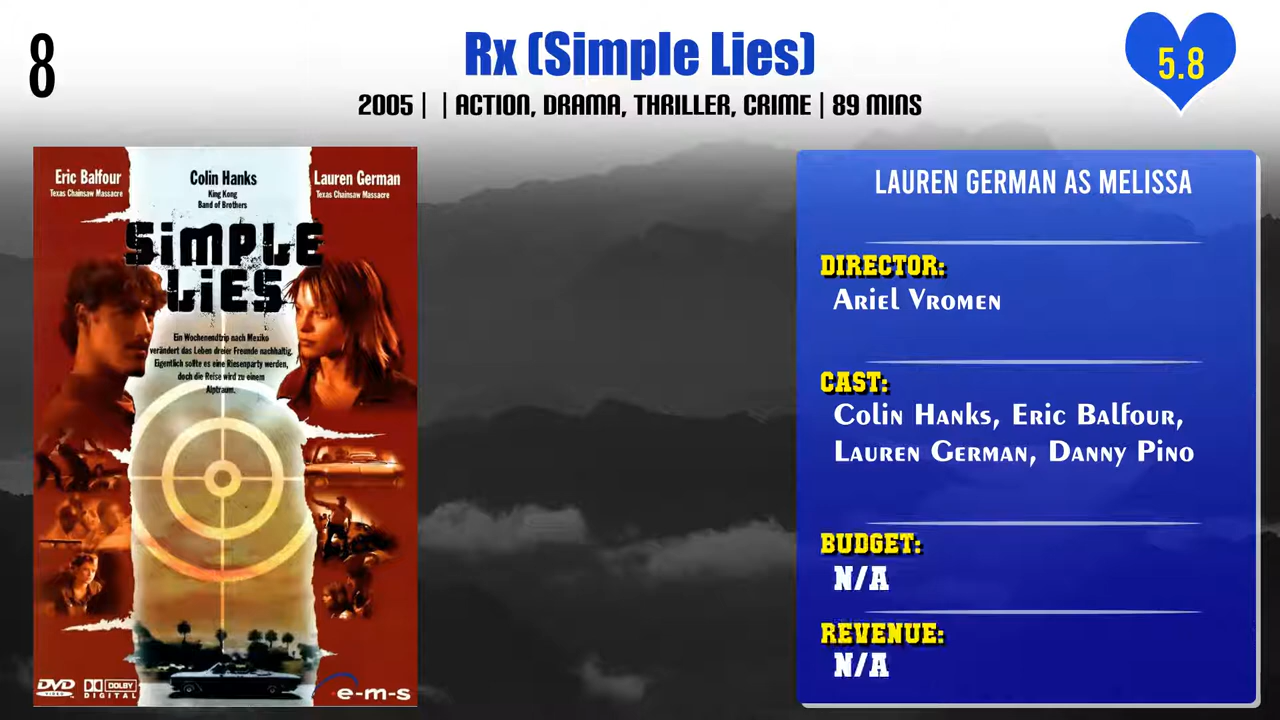 8
Rx (Simple Lies)
5.8
2005 | | ACTION, DRAMA, THRILLER, CRIME | 89 MINS
Eric Balfour
Texas Chainsaw Massacre
Colin Hanks
King Kong
Band of Brothers
Lauren German
Texas Chainsaw Massacre
SiMPLE
LiES
Ein Wochenendtrip nach Mexiko
verändert das Leben dreier Freunde nachhaltig.
Eigentlich sollte es eine Riesenparty werden,
doch die Reise wird zu einem
Alptraum.
DVD
VIDEO
DOLBY
DIGITAL
e-m-s
LAUREN GERMAN AS MELISSA
DIRECTOR:
Ariel Vromen
CAST:
Colin Hanks, Eric Balfour,
Lauren German, Danny Pino
BUDGET:
N/A
REVENUE:
N/A